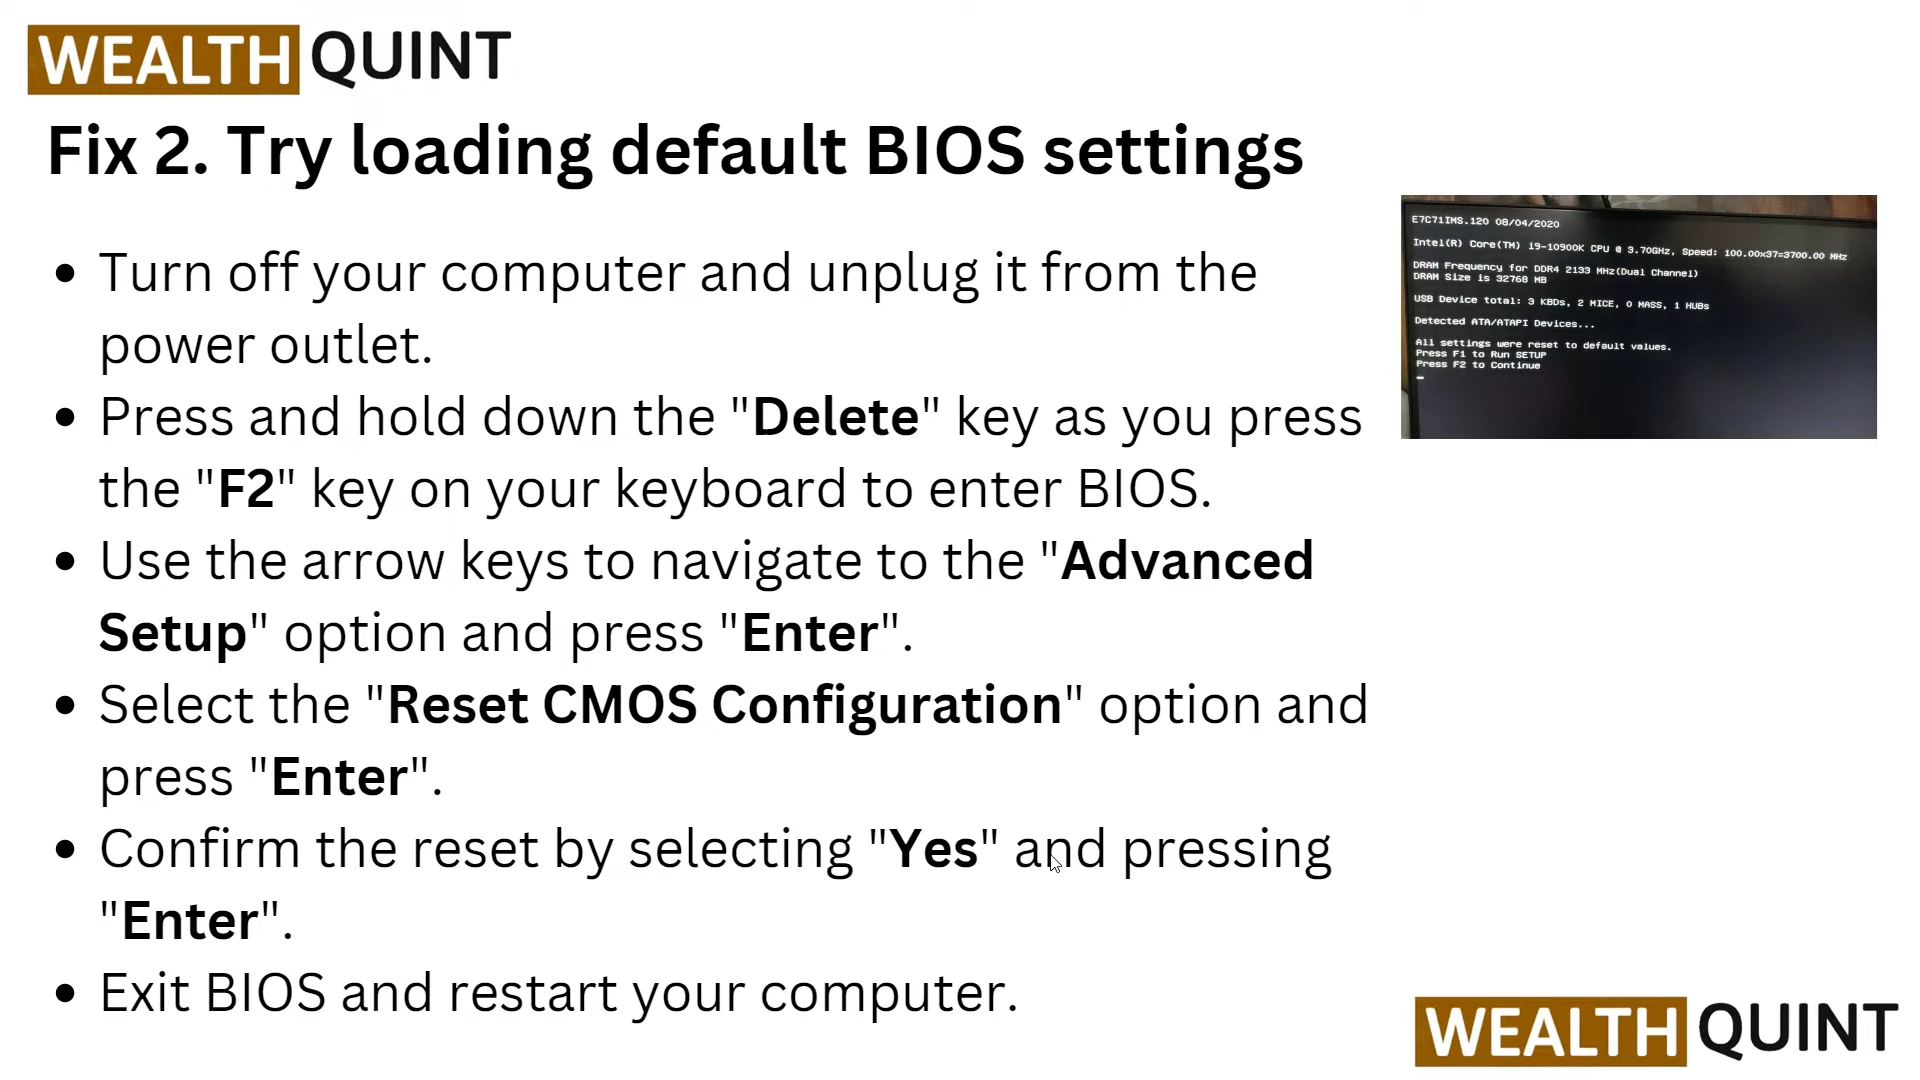 WEALTH QUINT
Fix 2. Try loading default BIOS settings
• Turn off your computer and unplug it from the
power outlet.
• Press and hold down the "Delete" key as you press
the "F2" key on your keyboard to enter BIOS.
• Use the arrow keys to navigate to the "Advanced
Setup" option and press "Enter".
• Select the "Reset CMOS Configuration" option and
press "Enter".
• Confirm the reset by selecting "Yes" and pressing
"Enter".
• Exit BIOS and restart your computer.
E7C71IMS.120 08/04/2020
Intel(R) Core(TM) i9-10900K CPU @ 3.70GHz, Speed: 100.00x37=3700.00 MHz
DRAM Frequency for DDR4 2133 MHz(Dual Channel)
DRAM Size is 32768 MB
USB Device total: 3 KBDs, 2 MICE, 0 MASS, 1 HUBs
Detected ATA/ATAPI Devices...
All settings were reset to default values.
Press F1 to Run SETUP
Press F2 to Continue
WEALTH QUINT